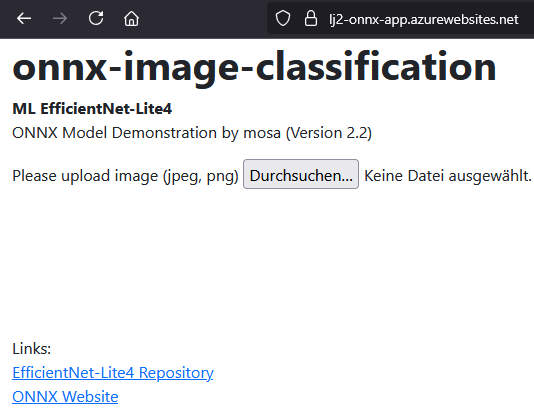 lj2-onnx-app.azurewebsites.net
onnx-image-classification
ML EfficientNet-Lite4
ONNX Model Demonstration by mosa (Version 2.2)
Please upload image (jpeg, png) Durchsuchen... Keine Datei ausgewählt.
Links:
EfficientNet-Lite4 Repository
ONNX Website